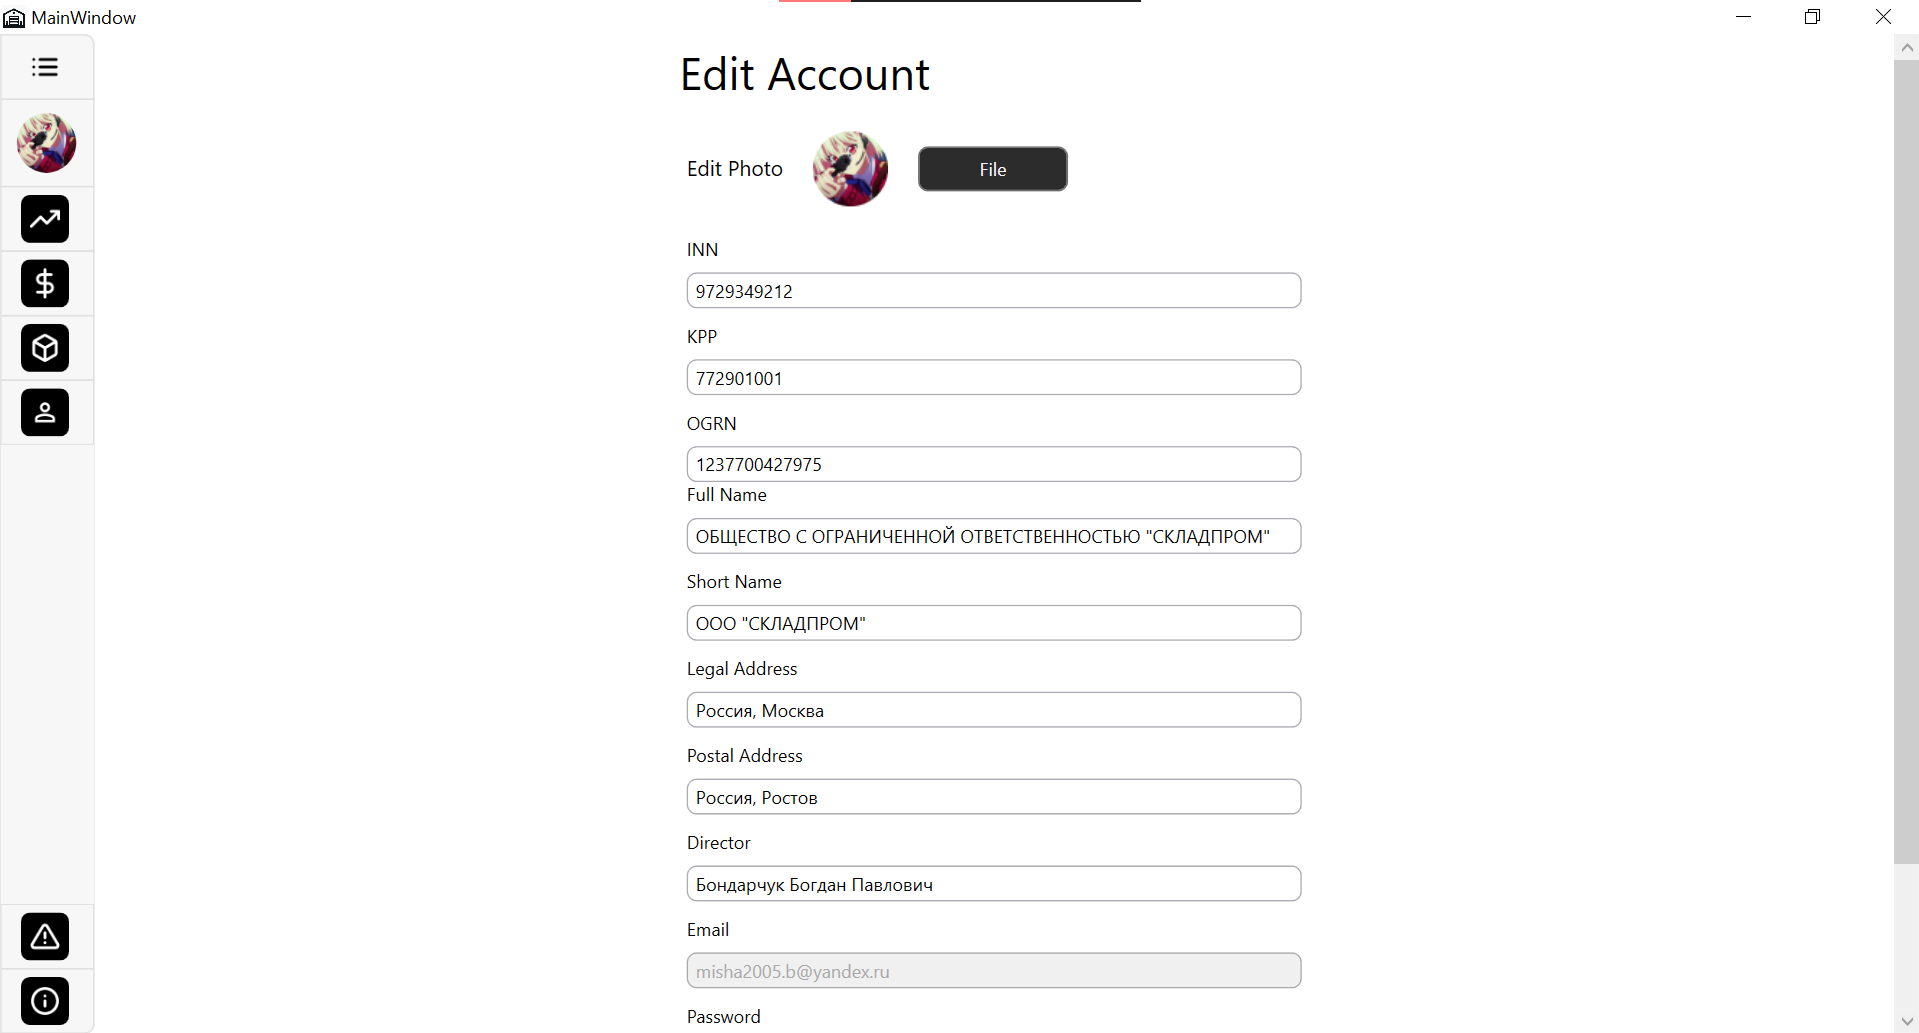 MainWindow
Edit Account
Edit Photo
File
INN
9729349212
KPP
772901001
OGRN
1237700427975
Full Name
ОБЩЕСТВО С ОГРАНИЧЕННОЙ ОТВЕТСТВЕННОСТЬЮ "СКЛАДПРОМ"
Short Name
ООО "СКЛАДПРОМ"
Legal Address
Россия, Москва
Postal Address
Россия, Ростов
Director
Бондарчук Богдан Павлович
Email
misha2005.b@yandex.ru
Password